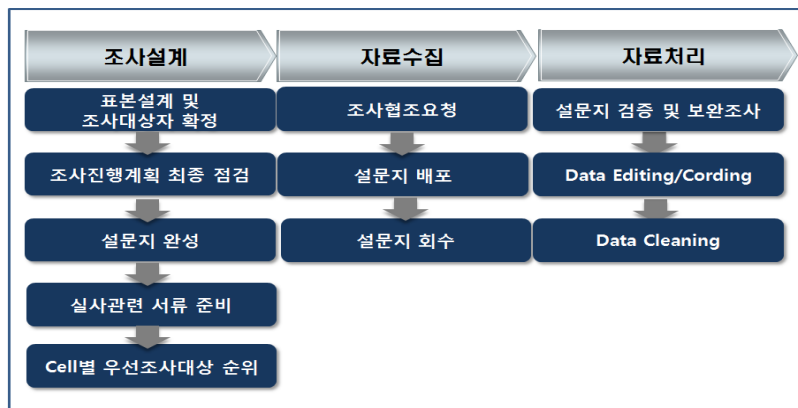 조사설계
표본설계 및
조사대상자 확정
조사진행계획 최종 점검
설문지 완성
실사관련 서류 준비
Cell별 우선조사대상 순위
자료수집
조사협조요청
설문지 배포
설문지 회수
자료처리
설문지 검증 및 보완조사
Data Editing/Cording
Data Cleaning